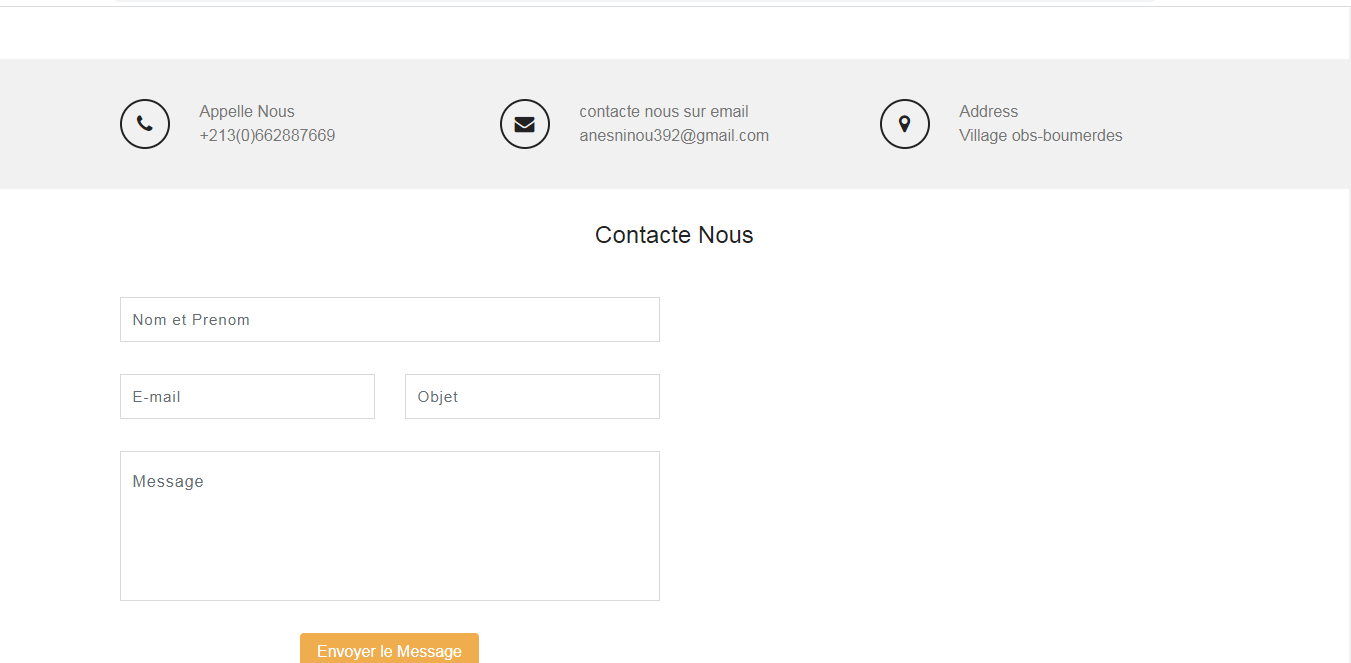 Appelle Nous
+213(0)662887669
contacte nous sur email
anesninou392@gmail.com
Address
Village obs-boumerdes
Contacte Nous
Nom et Prenom
E-mail
Objet
Message
Envoyer le Message